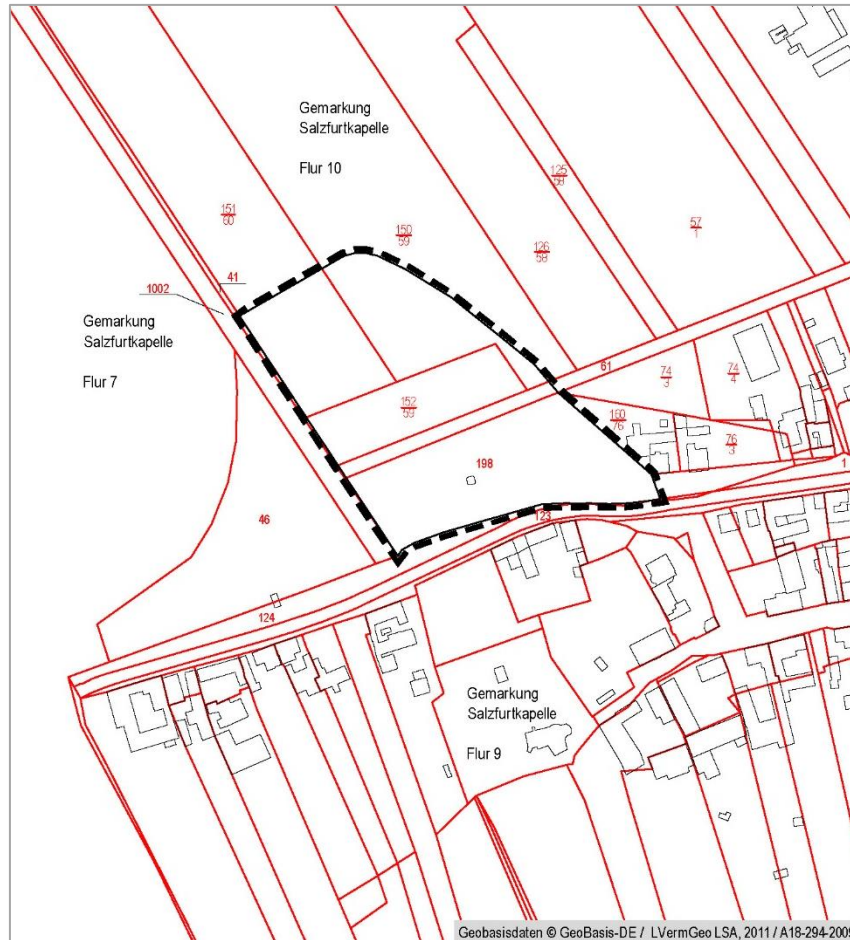 Gemarkung
Salzfurtkapelle
Flur 10
125
58
151
60
150
59
126
58
57
1
41
1002
Gemarkung
Salzfurtkapelle
Flur 7
61
74
3
74
4
152
59
160
76
76
3
198
1
46
123
124
Gemarkung
Salzfurtkapelle
Flur 9
Geobasisdaten © GeoBasis-DE / LVermGeo LSA, 2011 / A18-294-2009